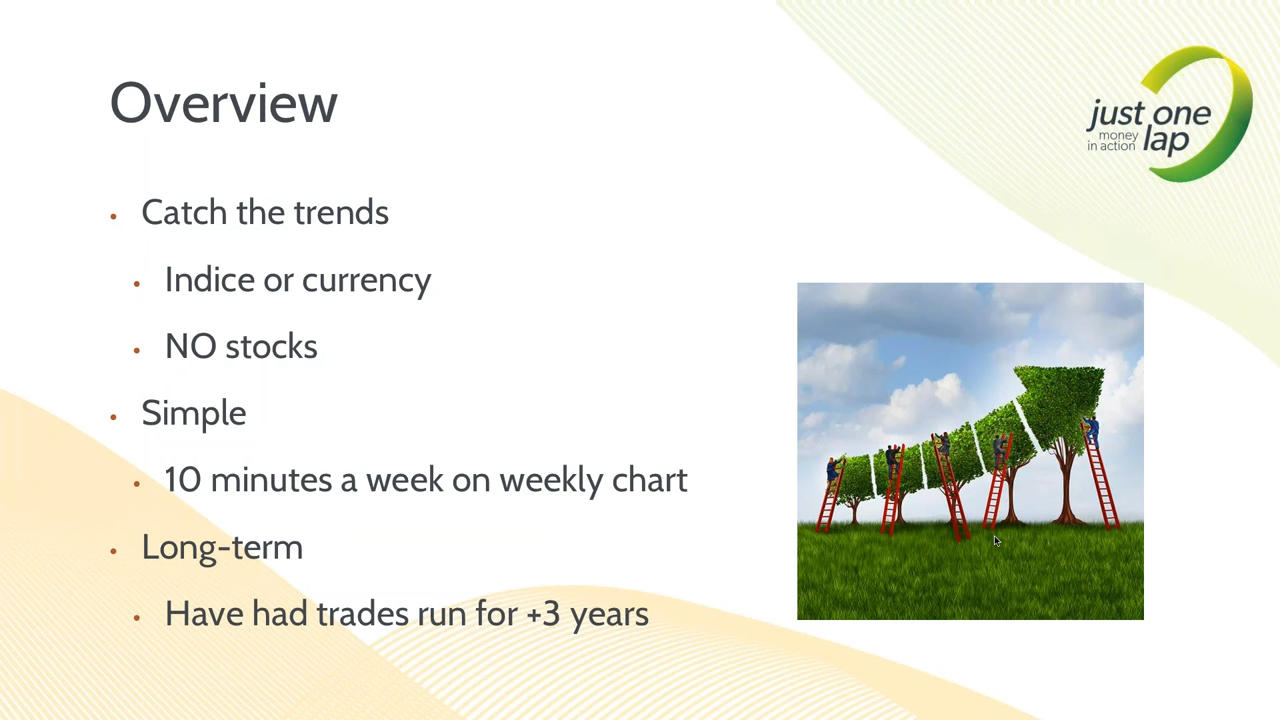 Overview
just one
money
in action
lap
• Catch the trends
• Indice or currency
• NO stocks
• Simple
• 10 minutes a week on weekly chart
• Long-term
• Have had trades run for +3 years